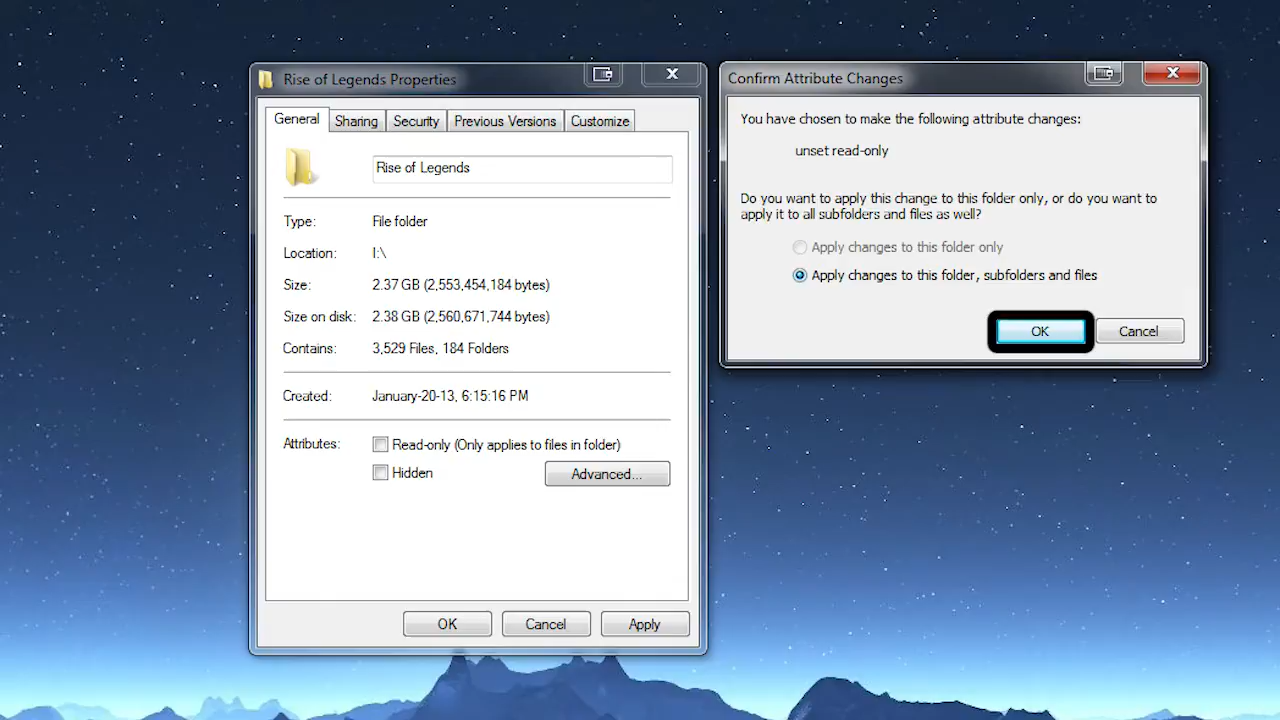 Rise of Legends Properties
General
Sharing
Security
Previous Versions
Customize
Rise of Legends
Type: File folder
Location: I:\
Size: 2.37 GB (2,553,454,184 bytes)
Size on disk: 2.38 GB (2,560,671,744 bytes)
Contains: 3,529 Files, 184 Folders
Created: January-20-13, 6:15:16 PM
Attributes: Read-only (Only applies to files in folder)
Hidden
Advanced...
OK
Cancel
Apply
Confirm Attribute Changes
You have chosen to make the following attribute changes:
unset read-only
Do you want to apply this change to this folder only, or do you want to
apply it to all subfolders and files as well?
Apply changes to this folder only
Apply changes to this folder, subfolders and files
OK
Cancel